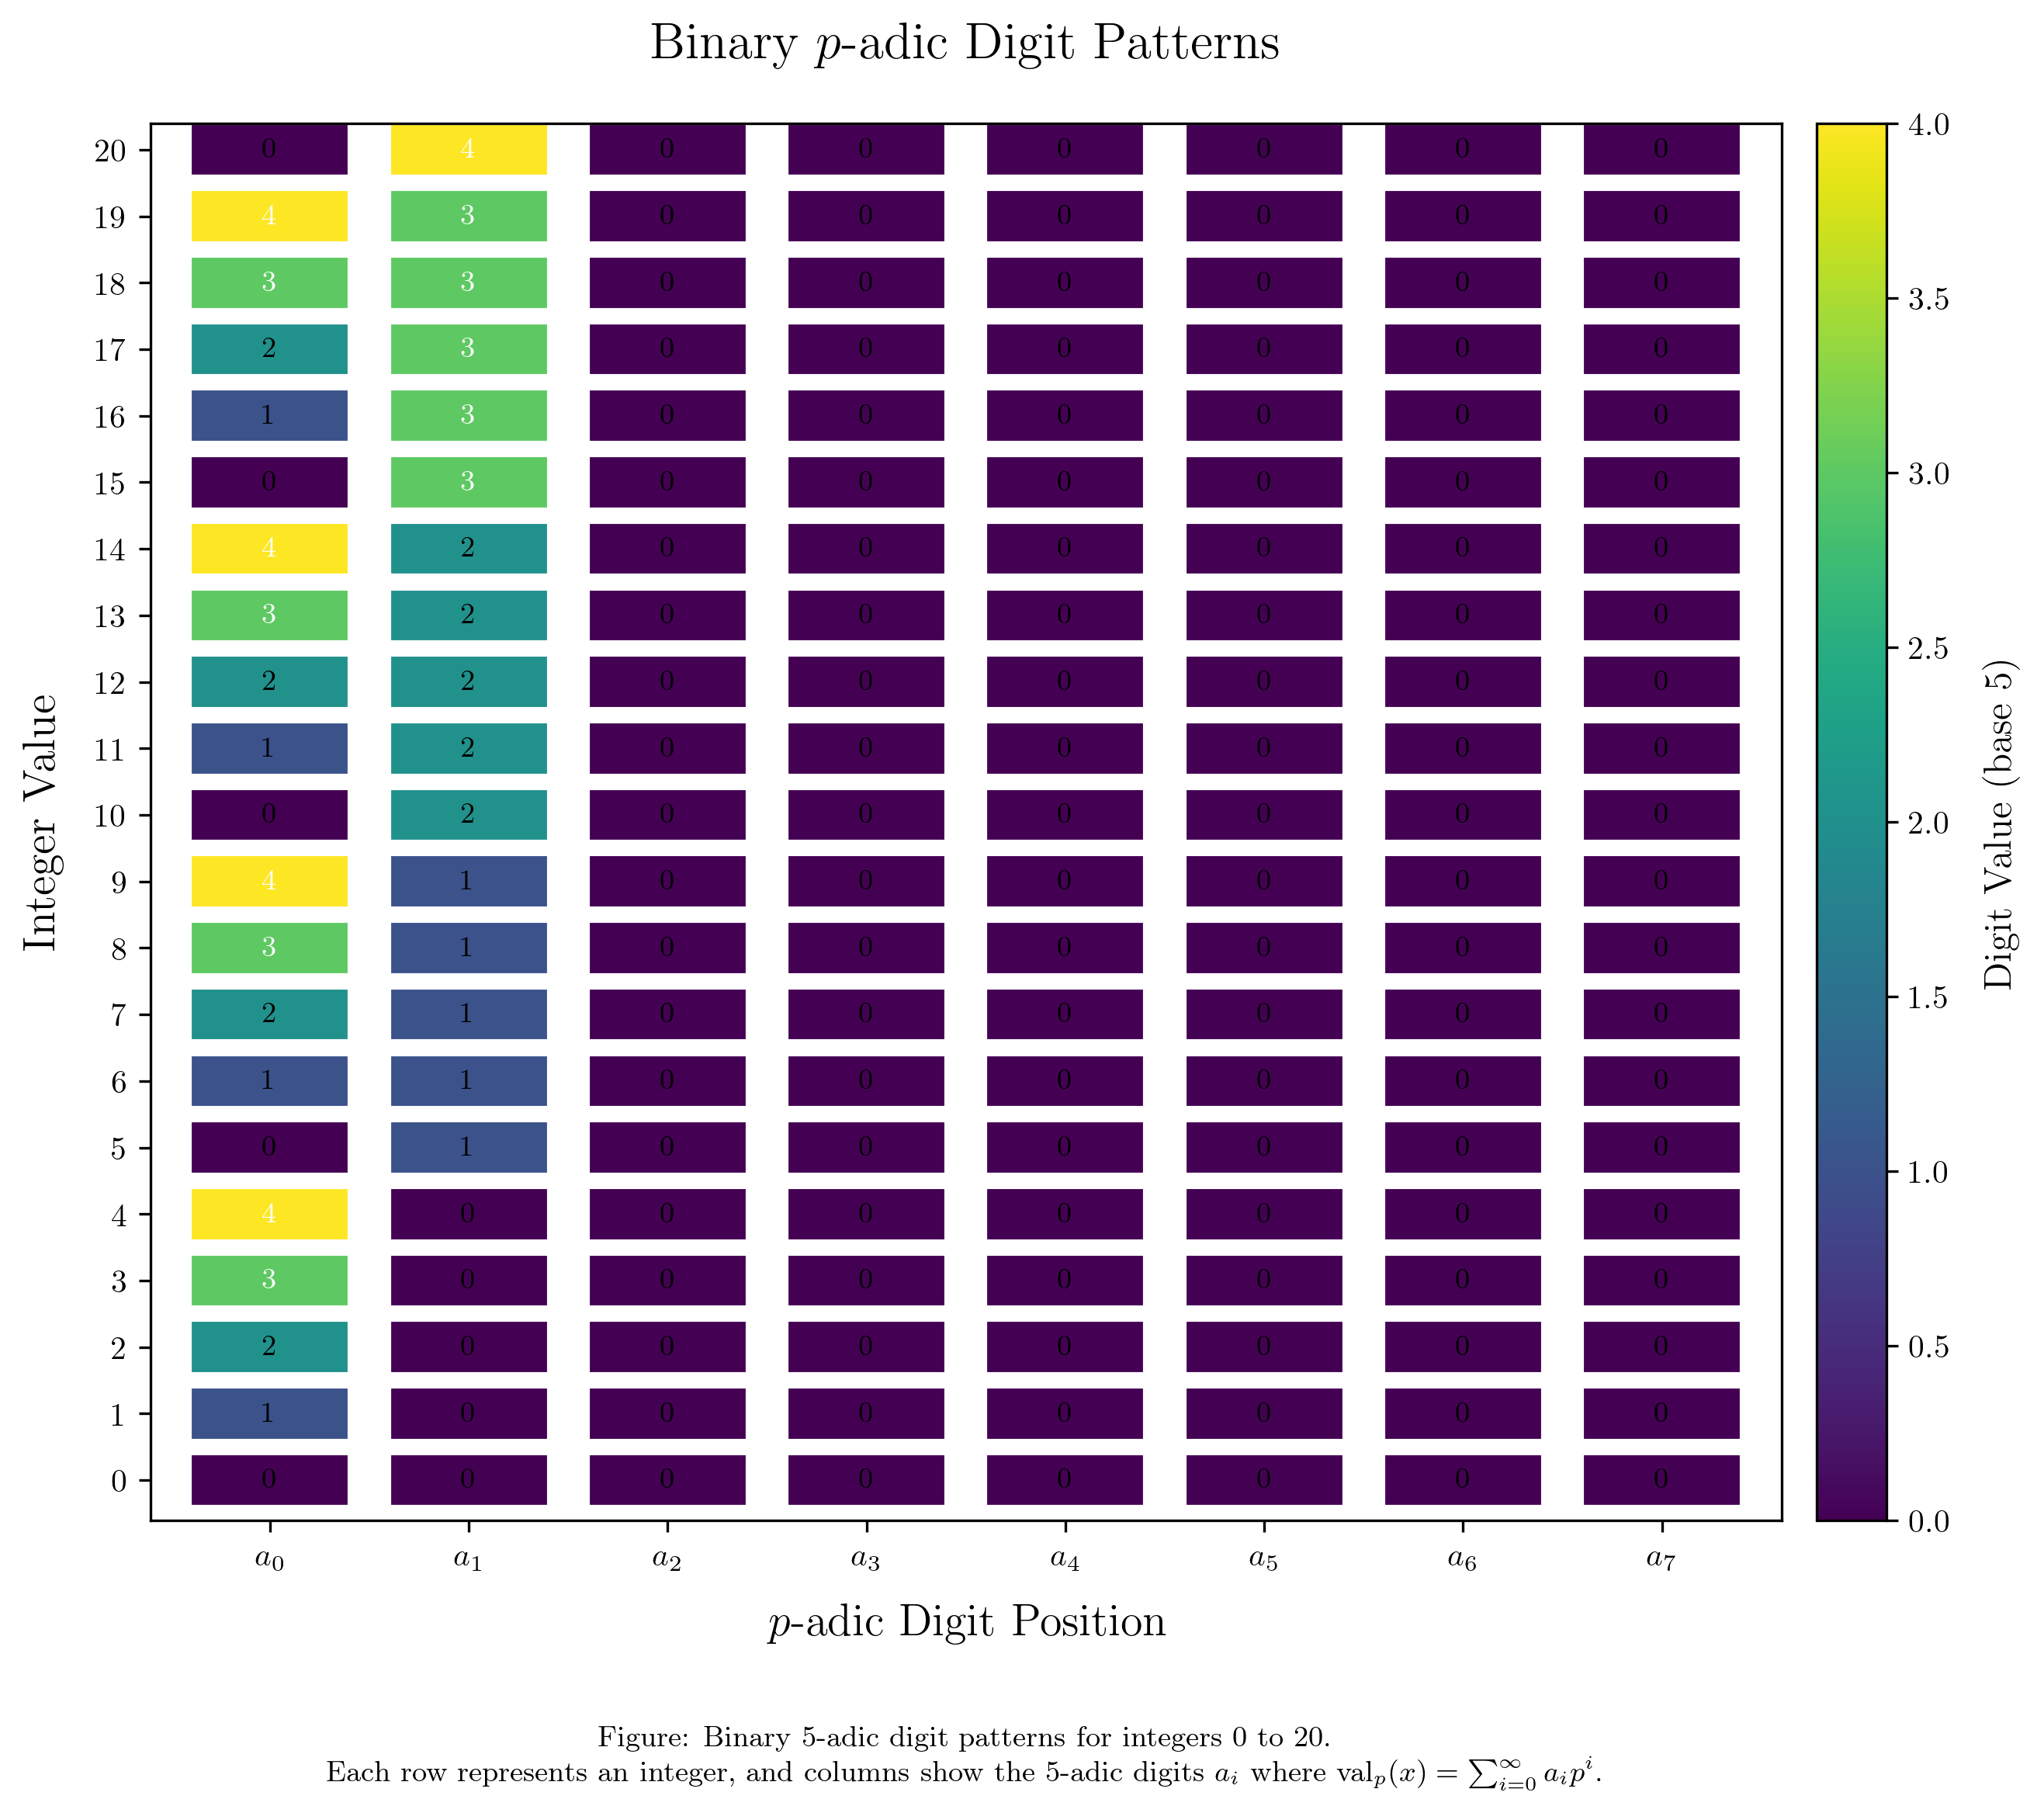 Binary p-adic Digit Patterns
20 0 4 0 0 0 0 0 0
19 4 3 0 0 0 0 0 0
18 3 3 0 0 0 0 0 0
17 2 3 0 0 0 0 0 0
16 1 3 0 0 0 0 0 0
15 0 3 0 0 0 0 0 0
14 4 2 0 0 0 0 0 0
13 3 2 0 0 0 0 0 0
12 2 2 0 0 0 0 0 0
11 1 2 0 0 0 0 0 0
10 0 2 0 0 0 0 0 0
9 4 1 0 0 0 0 0 0
8 3 1 0 0 0 0 0 0
7 2 1 0 0 0 0 0 0
6 1 1 0 0 0 0 0 0
5 0 1 0 0 0 0 0 0
4 4 0 0 0 0 0 0 0
3 3 0 0 0 0 0 0 0
2 2 0 0 0 0 0 0 0
1 1 0 0 0 0 0 0 0
0 0 0 0 0 0 0 0 0
a₀ a₁ a₂ a₃ a₄ a₅ a₆ a₇
p-adic Digit Position
Integer Value
4.0
3.5
3.0
2.5
2.0
1.5
1.0
0.5
0.0
Digit Value (base 5)
Figure: Binary 5-adic digit patterns for integers 0 to 20.
Each row represents an integer, and columns show the 5-adic digits aᵢ where valₚ(x) = ∑_{i=0}^{∞} aᵢpⁱ.